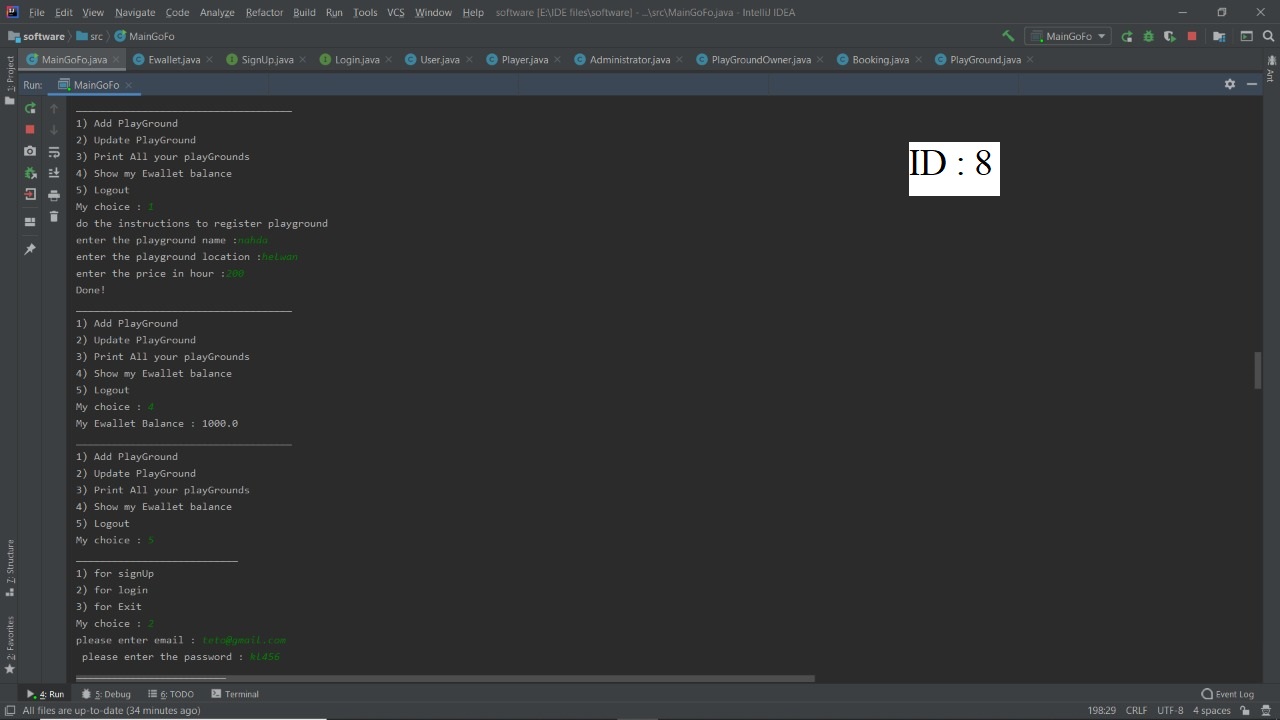 File Edit View Navigate Code Analyze Refactor Build Run Tools VCS Window Help software [E:\IDE files\software] - ...\src\MainGoFo.java - IntelliJ IDEA
software src MainGoFo MainGoFo
MainGoFo.java Ewallet.java SignUp.java Login.java User.java Player.java Administrator.java PlayGroundOwner.java Booking.java PlayGround.java
1: Project
Ant
Run: MainGoFo
1) Add PlayGround
2) Update PlayGround
3) Print All your playGrounds
4) Show my Ewallet balance
5) Logout
My choice : 1
do the instructions to register playground
enter the playground name :nahda
enter the playground location :helwan
enter the price in hour :200
Done!
1) Add PlayGround
2) Update PlayGround
3) Print All your playGrounds
4) Show my Ewallet balance
5) Logout
My choice : 4
My Ewallet Balance : 1000.0
1) Add PlayGround
2) Update PlayGround
3) Print All your playGrounds
4) Show my Ewallet balance
5) Logout
My choice : 5
1) for signUp
2) for login
3) for Exit
My choice : 2
please enter email : teto@gmail.com
please enter the password : kl456
ID : 8
7: Structure
2: Favorites
4: Run 5: Debug 6: TODO Terminal Event Log
All files are up-to-date (34 minutes ago) 198:29 CRLF UTF-8 4 spaces